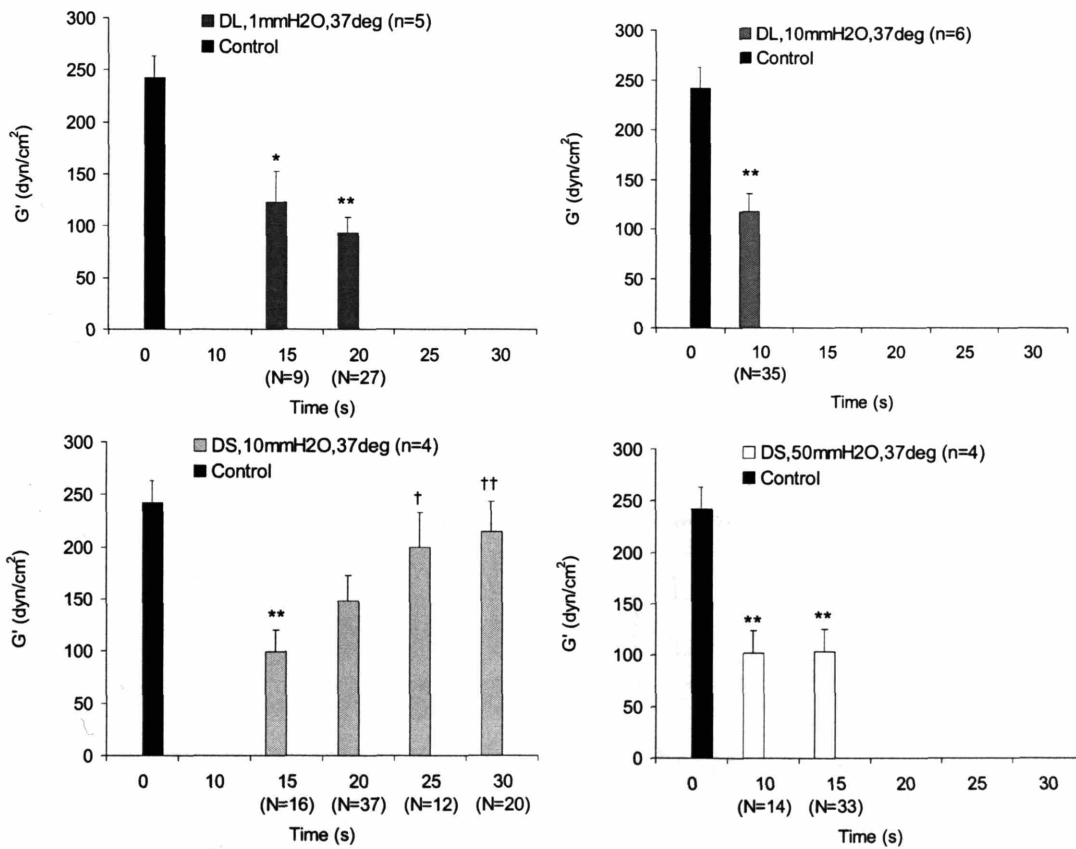 DL,1mmH2O,37deg (n=5)
Control
G' (dyn/cm²)
300
250
200
150
100
50
0
*
**
0 10 15 20 25 30
(N=9) (N=27)
Time (s)
DL,10mmH2O,37deg (n=6)
Control
G' (dyn/cm²)
300
250
200
150
100
50
0
**
0 10 15 20 25 30
(N=35)
Time (s)
DS,10mmH2O,37deg (n=4)
Control
G' (dyn/cm²)
300
250
200
150
100
50
0
**
†
††
0 10 15 20 25 30
(N=16) (N=37) (N=12) (N=20)
Time (s)
DS,50mmH2O,37deg (n=4)
Control
G' (dyn/cm²)
300
250
200
150
100
50
0
** **
0 10 15 20 25 30
(N=14) (N=33)
Time (s)